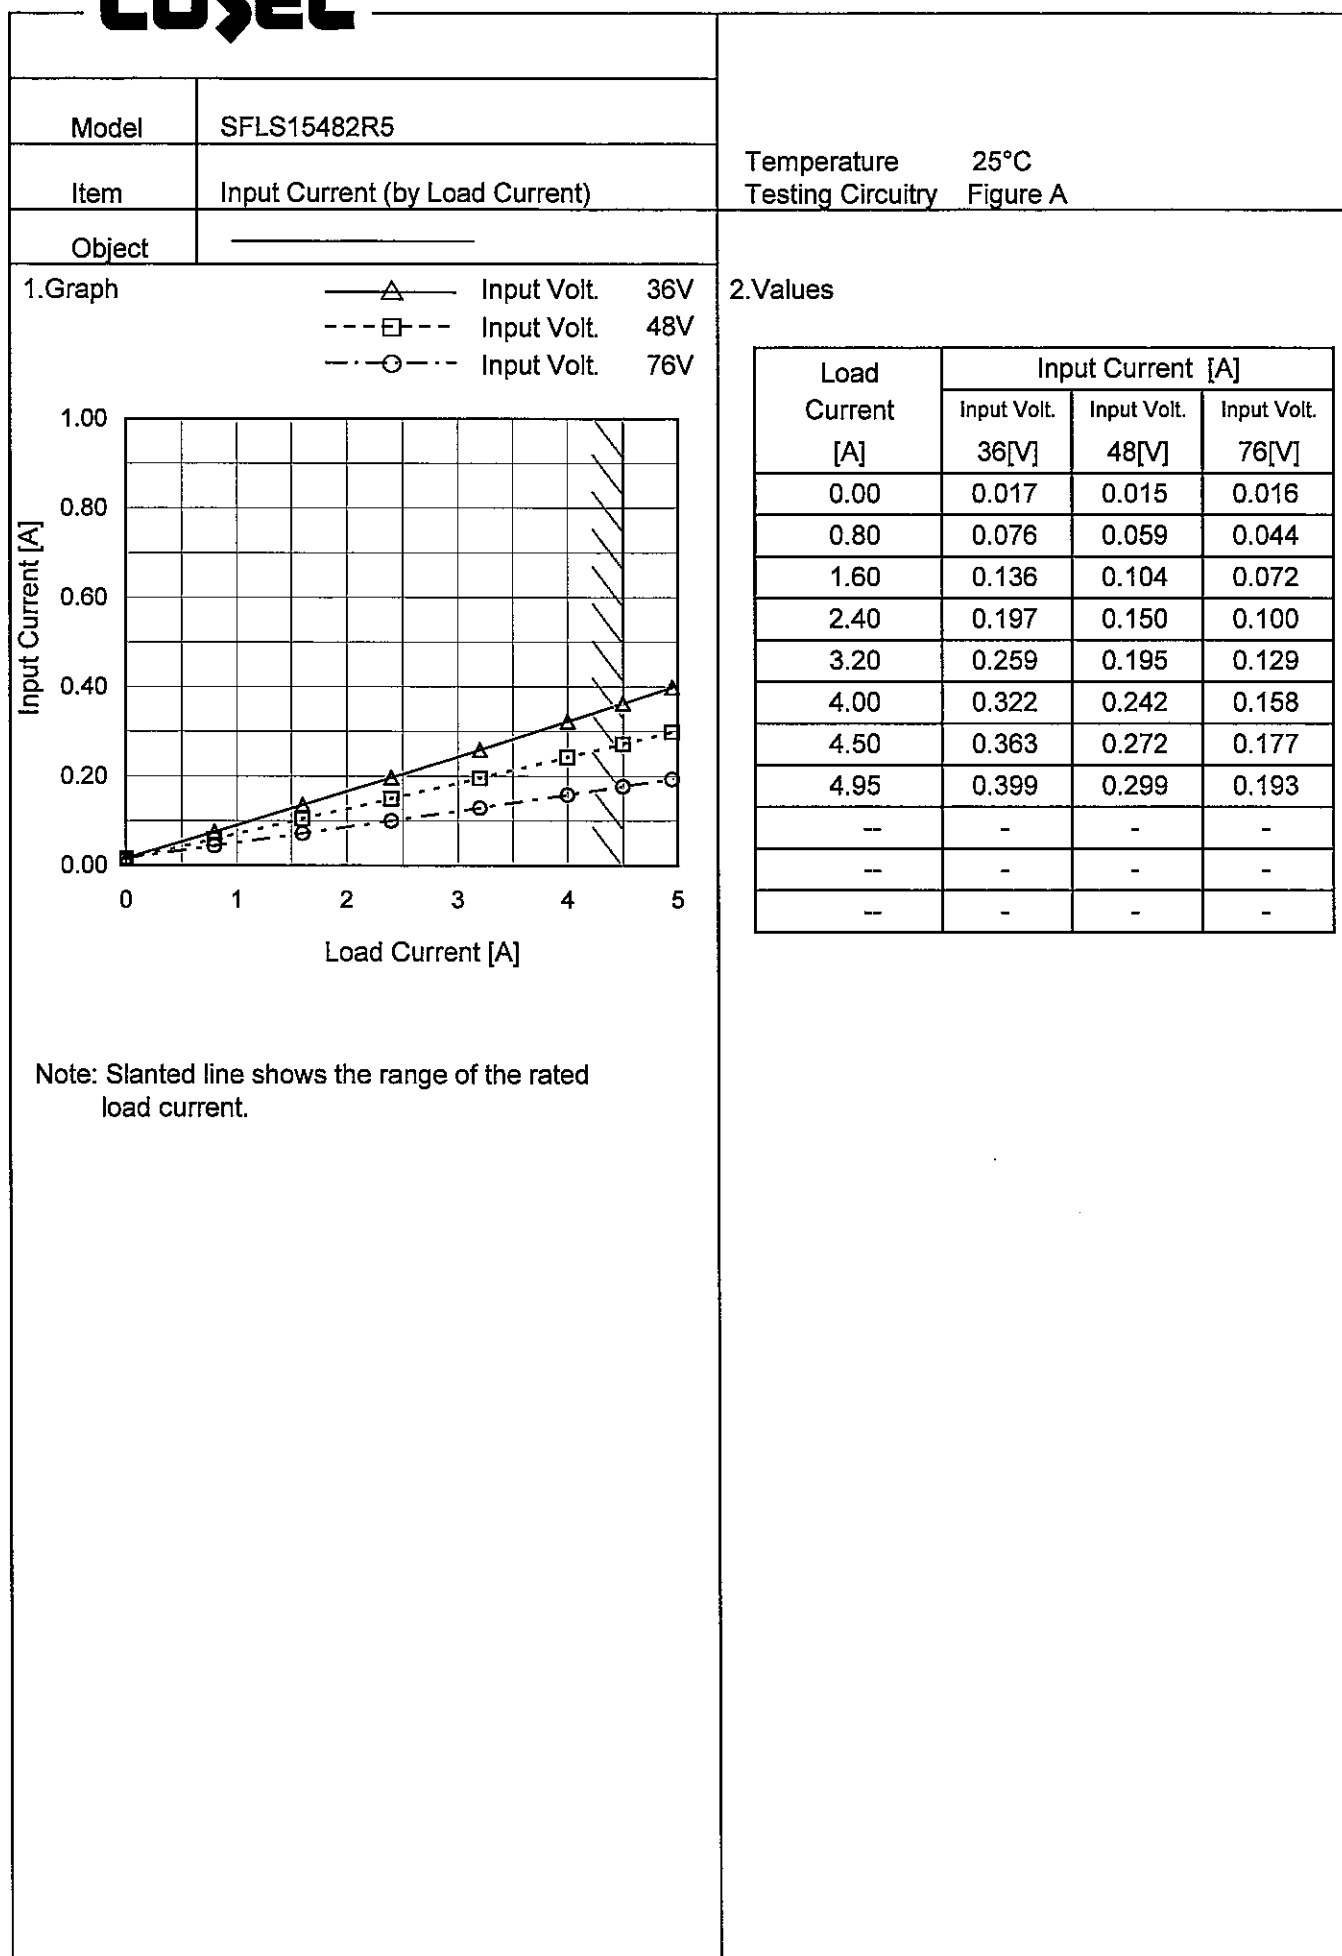 COSEL
Model SFLS15482R5
Item Input Current (by Load Current)
Object
Temperature 25°C
Testing Circuitry Figure A
1.Graph
Input Volt. 36V
Input Volt. 48V
Input Volt. 76V
1.00
0.80
0.60
0.40
0.20
0.00
Input Current [A]
0 1 2 3 4 5
Load Current [A]
Note: Slanted line shows the range of the rated
load current.
2.Values
Load Input Current [A]
Current Input Volt. Input Volt. Input Volt.
[A] 36[V] 48[V] 76[V]
0.00 0.017 0.015 0.016
0.80 0.076 0.059 0.044
1.60 0.136 0.104 0.072
2.40 0.197 0.150 0.100
3.20 0.259 0.195 0.129
4.00 0.322 0.242 0.158
4.50 0.363 0.272 0.177
4.95 0.399 0.299 0.193
-- - - -
-- - - -
-- - - -